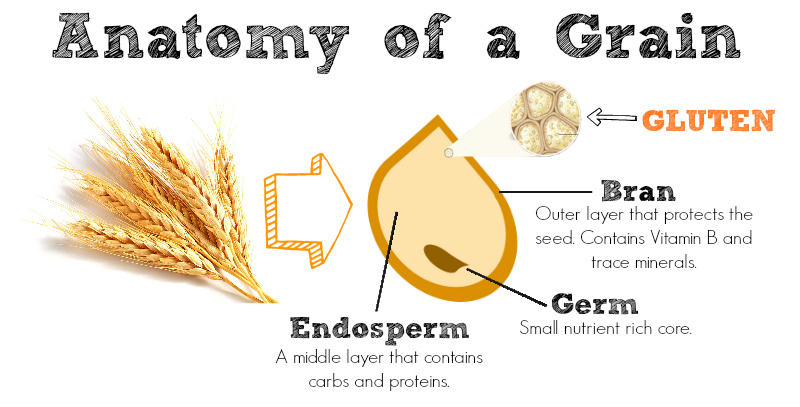 Anatomy of a Grain
GLUTEN
Bran
Outer layer that protects the
seed. Contains Vitamin B and
trace minerals.
Germ
Small nutrient rich core.
Endosperm
A middle layer that contains
carbs and proteins.